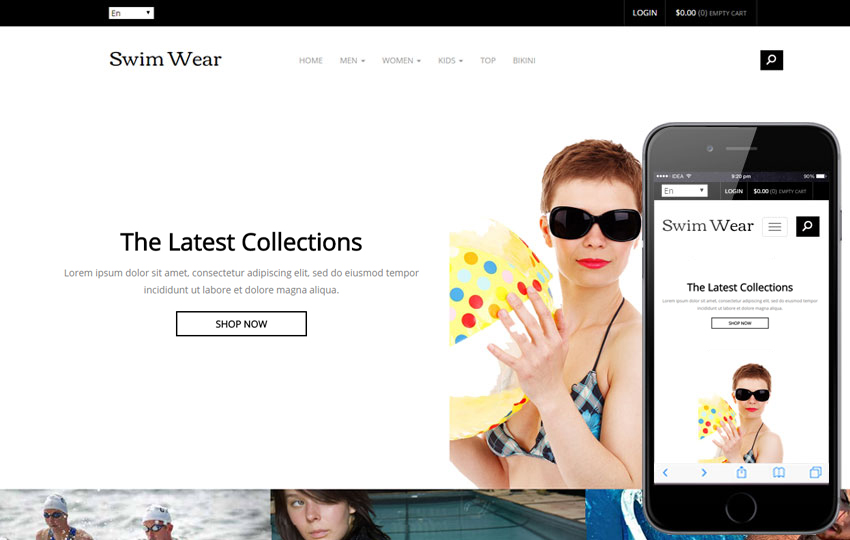 En
LOGIN
$0.00 (0) EMPTY CART
Swim Wear
HOME
MEN
WOMEN
KIDS
TOP
BIKINI
The Latest Collections
Lorem ipsum dolor sit amet, consectetur adipiscing elit, sed do eiusmod tempor
incididunt ut labore et dolore magna aliqua.
SHOP NOW
IDEA
9:20 pm
90%
En
LOGIN
$0.00 (0) EMPTY CART
Swim Wear
The Latest Collections
Lorem ipsum dolor sit amet, consectetur adipiscing elit, sed do eiusmod tempor
incididunt ut labore et dolore magna aliqua.
SHOP NOW